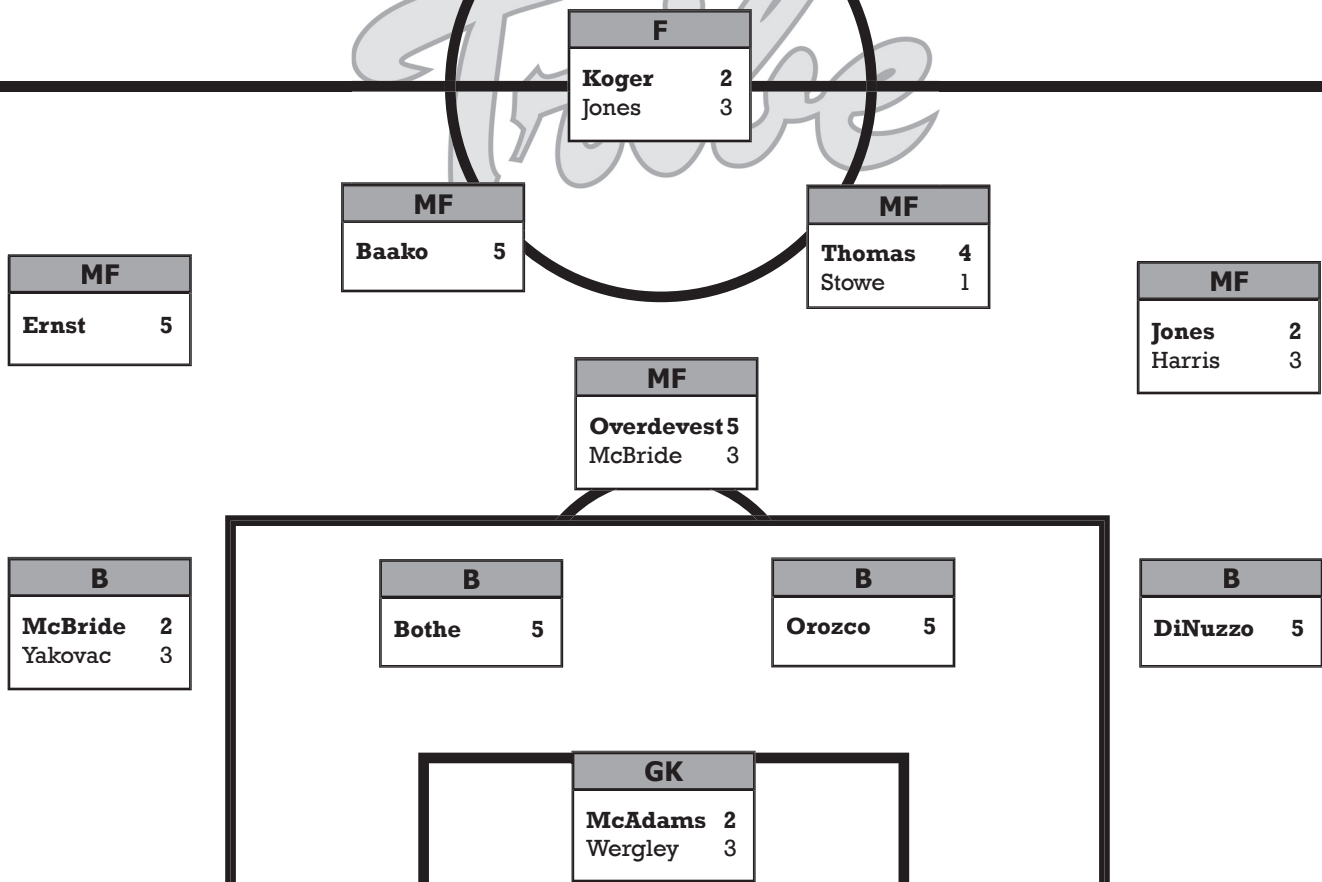 Tribe
F
Koger 2
Jones 3
MF
Baako 5
MF
Thomas 4
Stowe 1
MF
Ernst 5
MF
Jones 2
Harris 3
MF
Overdevest 5
McBride 3
B
McBride 2
Yakovac 3
B
Bothe 5
B
Orozco 5
B
DiNuzzo 5
GK
McAdams 2
Wergley 3